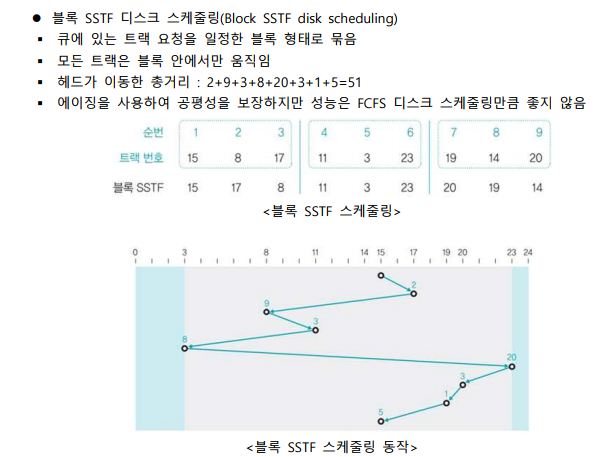 ● 블록 SSTF 디스크 스케줄링(Block SSTF disk scheduling)
▪ 큐에 있는 트랙 요청을 일정한 블록 형태로 묶음
▪ 모든 트랙은 블록 안에서만 움직임
▪ 헤드가 이동한 총거리 : 2+9+3+8+20+3+1+5=51
▪ 에이징을 사용하여 공평성을 보장하지만 성능은 FCFS 디스크 스케줄링만큼 좋지 않음
순번 1 2 3 4 5 6 7 8 9
트랙 번호 15 8 17 11 3 23 19 14 20
블록 SSTF 15 17 8 11 3 23 20 19 14
<블록 SSTF 스케줄링>
0 3 8 11 14 15 17 19 20 23 24
2
9
3
8
20
3
1
5
<블록 SSTF 스케줄링 동작>